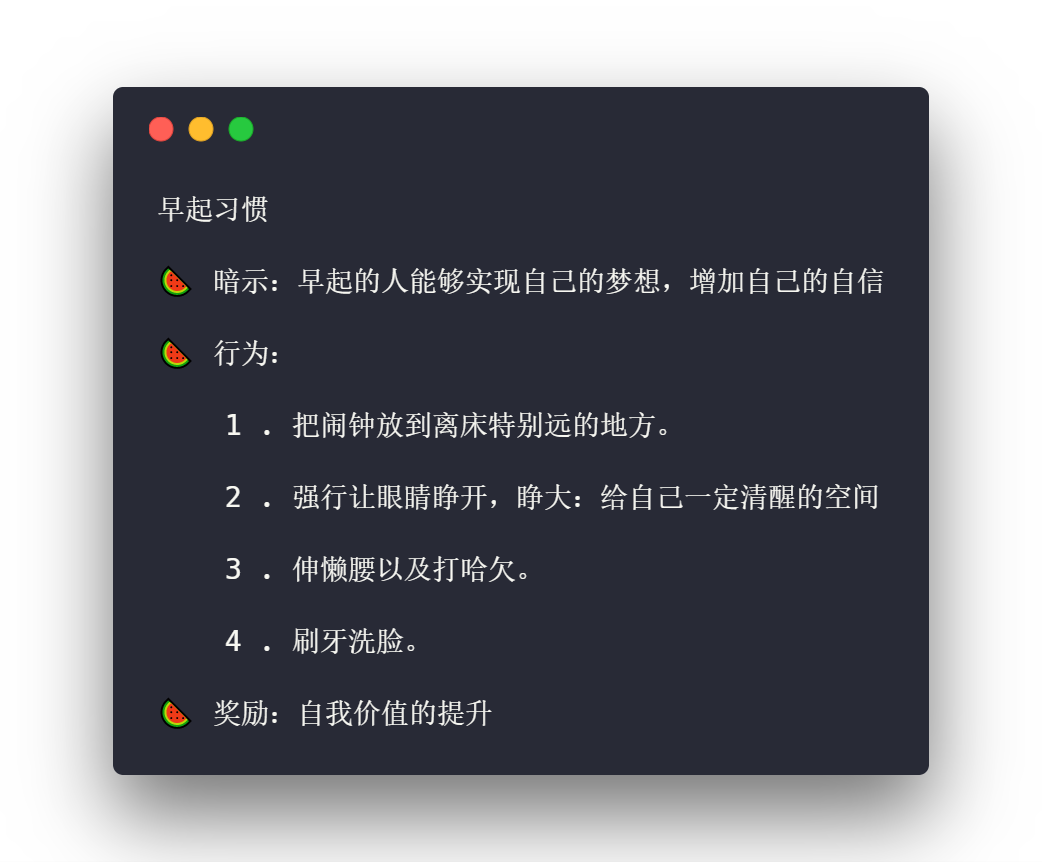 早起习惯
🍉 暗示：早起的人能够实现自己的梦想，增加自己的自信
🍉 行为：
1 . 把闹钟放到离床特别远的地方。
2 . 强行让眼睛睁开，睁大：给自己一定清醒的空间
3 . 伸懒腰以及打哈欠。
4 . 刷牙洗脸。
🍉 奖励：自我价值的提升